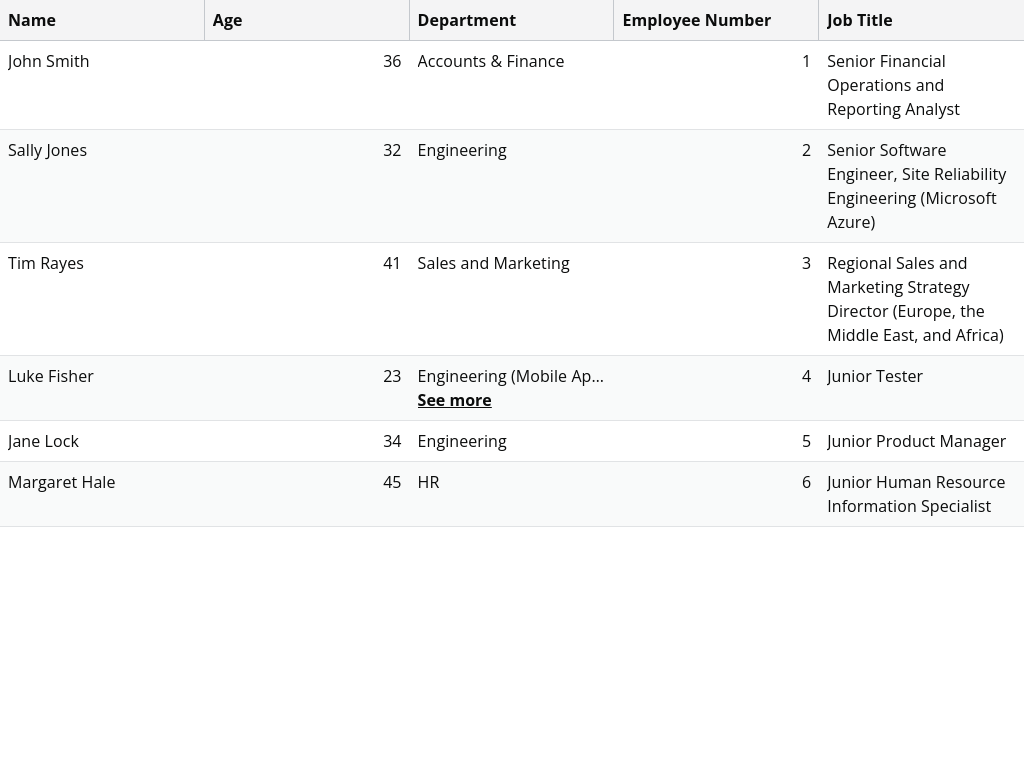 Name Age Department Employee Number Job Title
John Smith 36 Accounts & Finance 1 Senior Financial
Operations and
Reporting Analyst
Sally Jones 32 Engineering 2 Senior Software
Engineer, Site Reliability
Engineering (Microsoft
Azure)
Tim Rayes 41 Sales and Marketing 3 Regional Sales and
Marketing Strategy
Director (Europe, the
Middle East, and Africa)
Luke Fisher 23 Engineering (Mobile Ap... 4 Junior Tester
See more
Jane Lock 34 Engineering 5 Junior Product Manager
Margaret Hale 45 HR 6 Junior Human Resource
Information Specialist